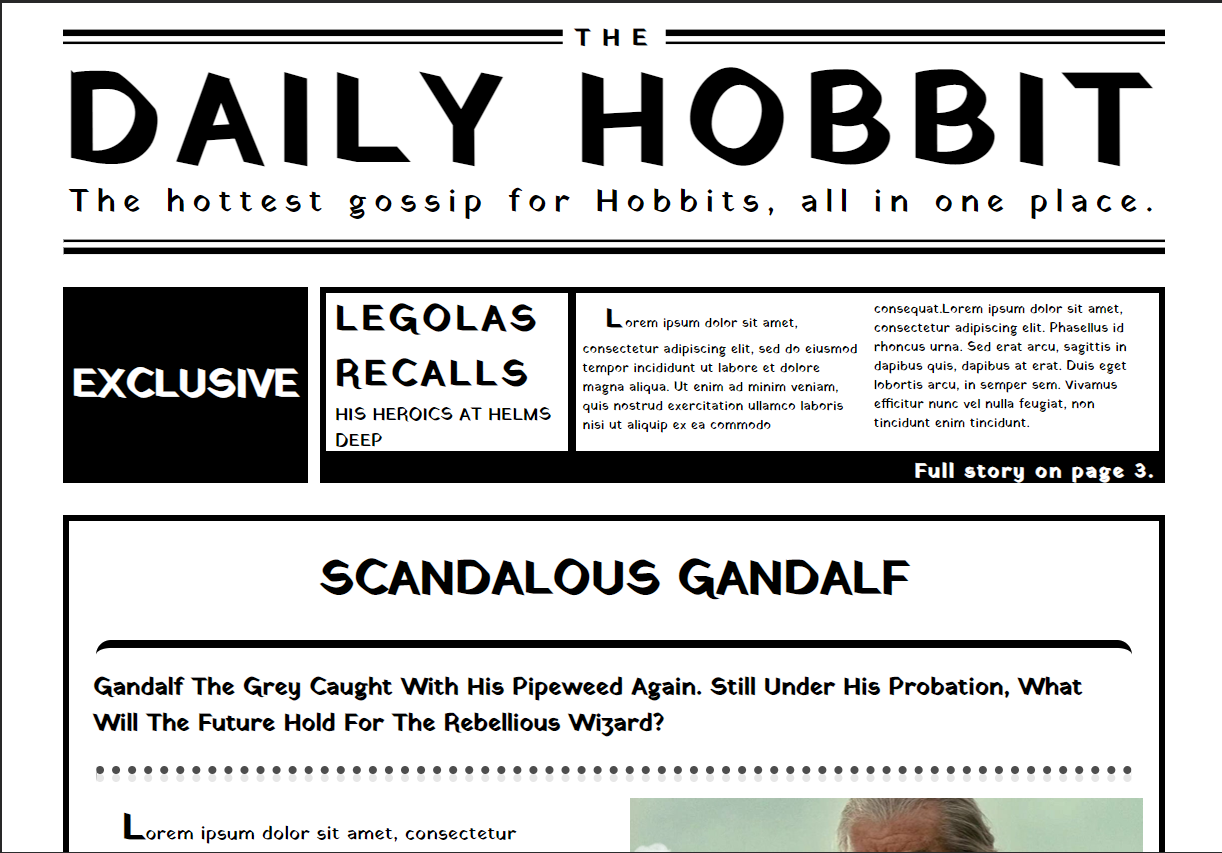 THE
DAILY HOBBIT
The hottest gossip for Hobbits, all in one place.
EXCLUSIVE
LEGOLAS
RECALLS
HIS HEROICS AT HELMS
DEEP
Lorem ipsum dolor sit amet,
consectetur adipiscing elit, sed do eiusmod
tempor incididunt ut labore et dolore
magna aliqua. Ut enim ad minim veniam,
quis nostrud exercitation ullamco laboris
nisi ut aliquip ex ea commodo
consequat.Lorem ipsum dolor sit amet,
consectetur adipiscing elit. Phasellus id
rhoncus urna. Sed erat arcu, sagittis in
dapibus quis, dapibus at erat. Duis eget
lobortis arcu, in semper sem. Vivamus
efficitur nunc vel nulla feugiat, non
tincidunt enim tincidunt.
Full story on page 3.
SCANDALOUS GANDALF
Gandalf The Grey Caught With His Pipeweed Again. Still Under His Probation, What
Will The Future Hold For The Rebellious Wizard?
Lorem ipsum dolor sit amet, consectetur